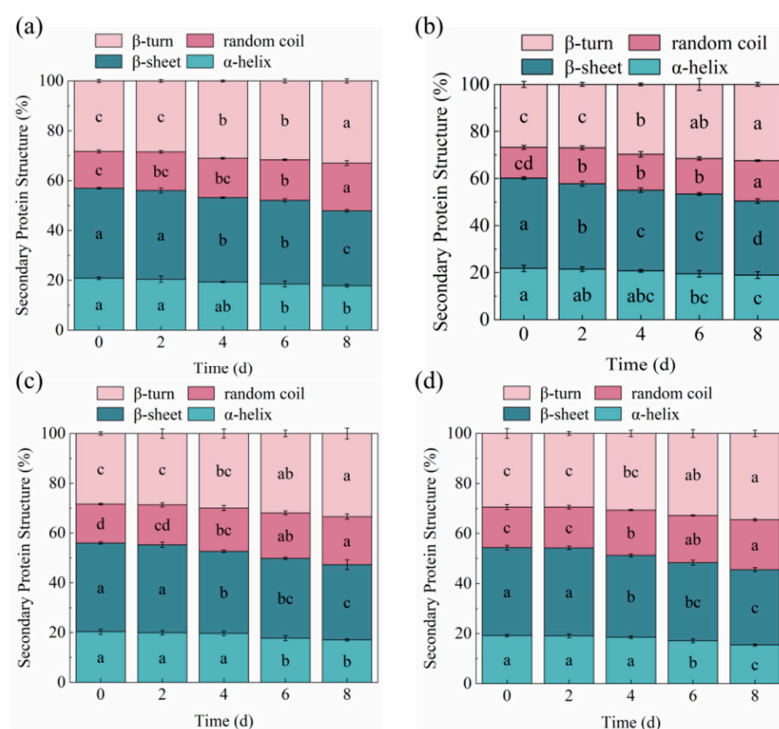 (a)
β-turn random coil
β-sheet α-helix
Secondary Protein Structure (%)
100
80
60
40
20
0
c c b b a
c bc bc b a
a a b b c
a a ab b b
0 2 4 6 8
Time (d)
(b)
β-turn random coil
β-sheet α-helix
Secondary Protein Structure (%)
100
80
60
40
20
0
c c b ab a
cd b b b a
a b c c d
a ab abc bc c
0 2 4 6 8
Time (d)
(c)
β-turn random coil
β-sheet α-helix
Secondary Protein Structure (%)
100
80
60
40
20
0
c c bc ab a
d cd bc ab a
a a b bc c
a a a b b
0 2 4 6 8
Time (d)
(d)
β-turn random coil
β-sheet α-helix
Secondary Protein Structure (%)
100
80
60
40
20
0
c c bc ab a
c c b ab a
a a b bc c
a a a b c
0 2 4 6 8
Time (d)